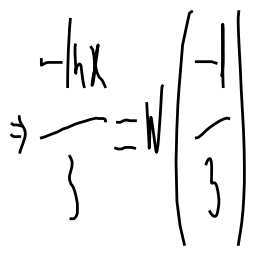 ⇒ -ln x / 3 = W(-1/3)